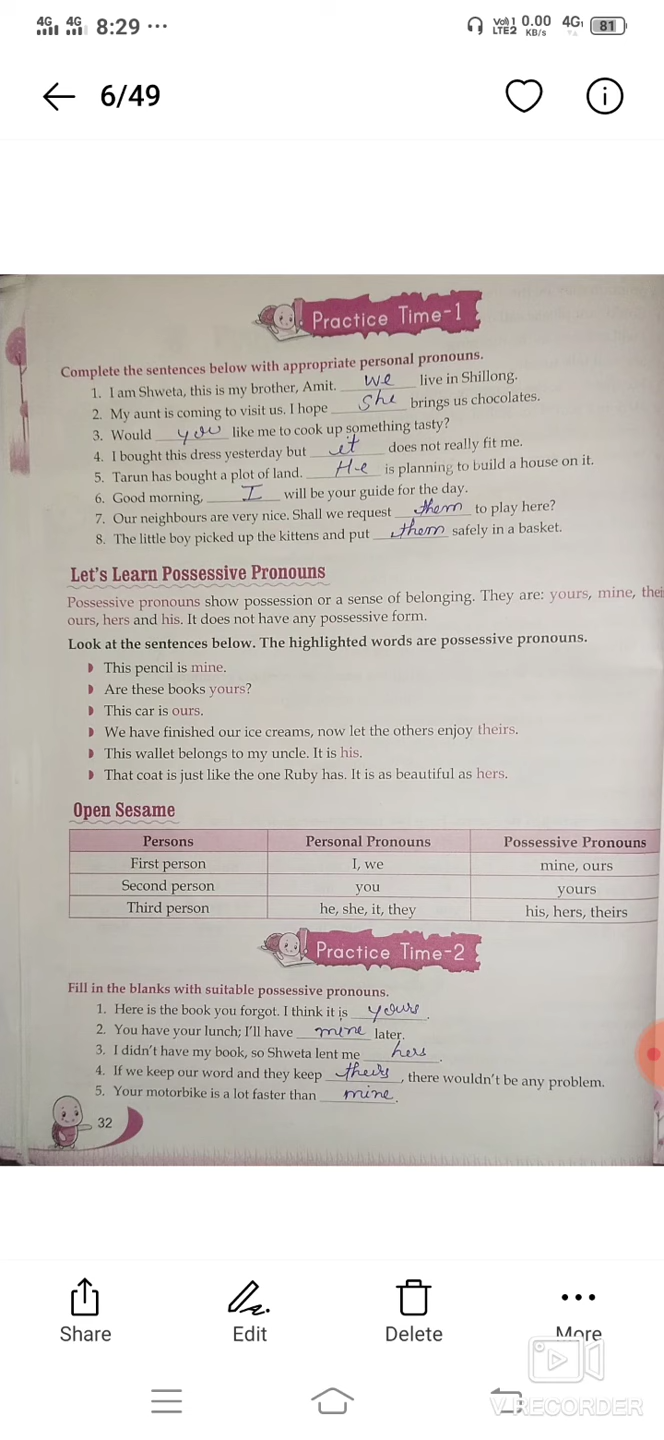 4G 4G 8:29 ... Vol) 1 LTE2 0.00 KB/s 4G 81
6/49
Practice Time-1
Complete the sentences below with appropriate personal pronouns.
1. I am Shweta, this is my brother, Amit. we live in Shillong.
2. My aunt is coming to visit us. I hope she brings us chocolates.
3. Would you like me to cook up something tasty?
4. I bought this dress yesterday but it does not really fit me.
5. Tarun has bought a plot of land. He is planning to build a house on it.
6. Good morning, I will be your guide for the day.
7. Our neighbours are very nice. Shall we request them to play here?
8. The little boy picked up the kittens and put them safely in a basket.
Let's Learn Possessive Pronouns
Possessive pronouns show possession or a sense of belonging. They are: yours, mine, thei
ours, hers and his. It does not have any possessive form.
Look at the sentences below. The highlighted words are possessive pronouns.
This pencil is mine.
Are these books yours?
This car is ours.
We have finished our ice creams, now let the others enjoy theirs.
This wallet belongs to my uncle. It is his.
That coat is just like the one Ruby has. It is as beautiful as hers.
Open Sesame
Persons Personal Pronouns Possessive Pronouns
First person I, we mine, ours
Second person you yours
Third person he, she, it, they his, hers, theirs
Practice Time-2
Fill in the blanks with suitable possessive pronouns.
1. Here is the book you forgot. I think it is yours.
2. You have your lunch; I'll have mine later.
3. I didn't have my book, so Shweta lent me hers.
4. If we keep our word and they keep theirs, there wouldn't be any problem.
5. Your motorbike is a lot faster than mine.
32
Share Edit Delete More
V RECORDER